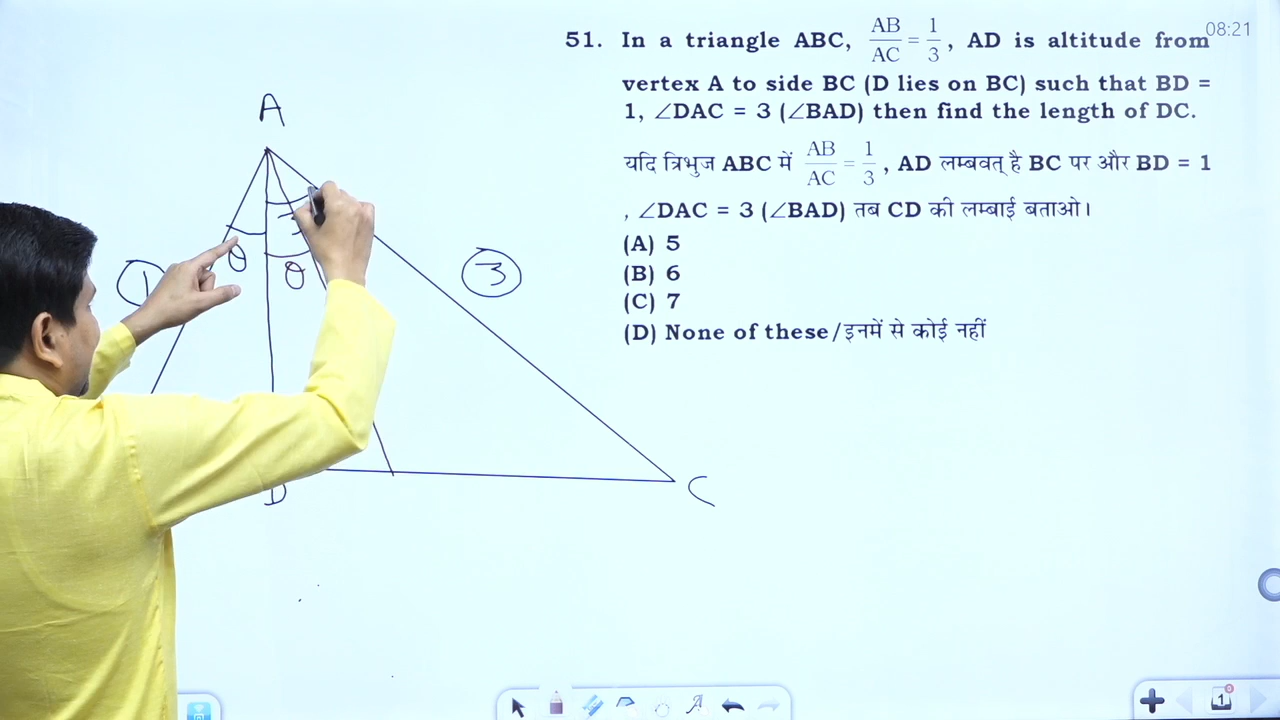 08:21
51. In a triangle ABC, AB/AC = 1/3, AD is altitude from
vertex A to side BC (D lies on BC) such that BD =
1, ∠DAC = 3 (∠BAD) then find the length of DC.
यदि त्रिभुज ABC में AB/AC = 1/3, AD लम्बवत् है BC पर और BD = 1
, ∠DAC = 3 (∠BAD) तब CD की लम्बाई बताओ।
(A) 5
(B) 6
(C) 7
(D) None of these/इनमें से कोई नहीं
A
θ
θ
1
3
D
C
1